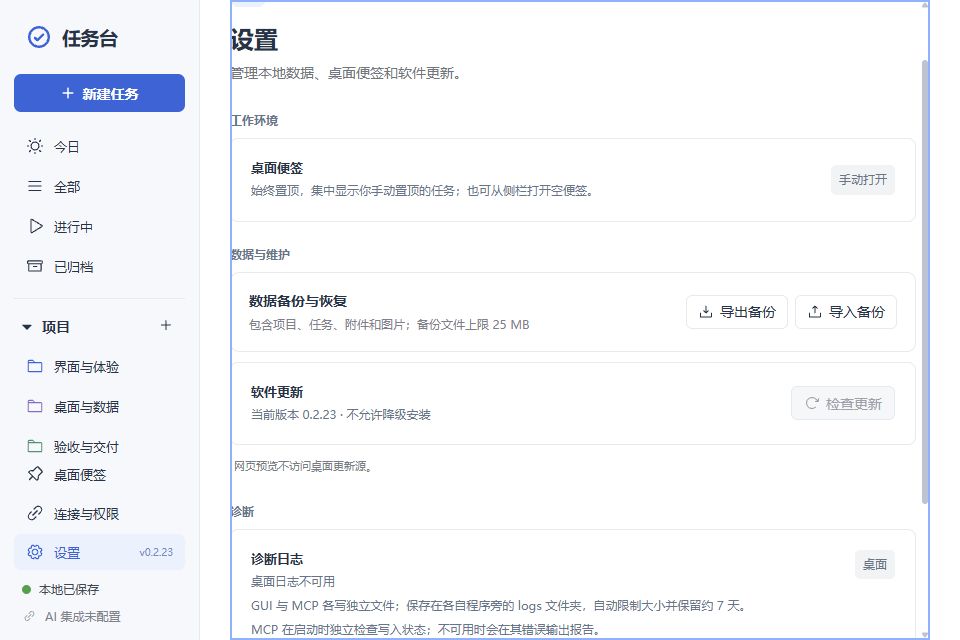 任务台
新建任务
今日
全部
进行中
已归档
项目
界面与体验
桌面与数据
验收与交付
桌面便签
连接与权限
设置 v0.2.23
本地已保存
AI 集成未配置
设置
管理本地数据、桌面便签和软件更新。
工作环境
桌面便签
始终置顶，集中显示你手动置顶的任务；也可从侧栏打开空便签。
手动打开
数据与维护
数据备份与恢复
包含项目、任务、附件和图片；备份文件上限 25 MB
导出备份
导入备份
软件更新
当前版本 0.2.23 · 不允许降级安装
检查更新
网页预览不访问桌面更新源。
诊断
诊断日志
桌面日志不可用
桌面
GUI 与 MCP 各写独立文件；保存在各自程序旁的 logs 文件夹，自动限制大小并保留约 7 天。
MCP 在启动时独立检查写入状态；不可用时会在其错误输出报告。